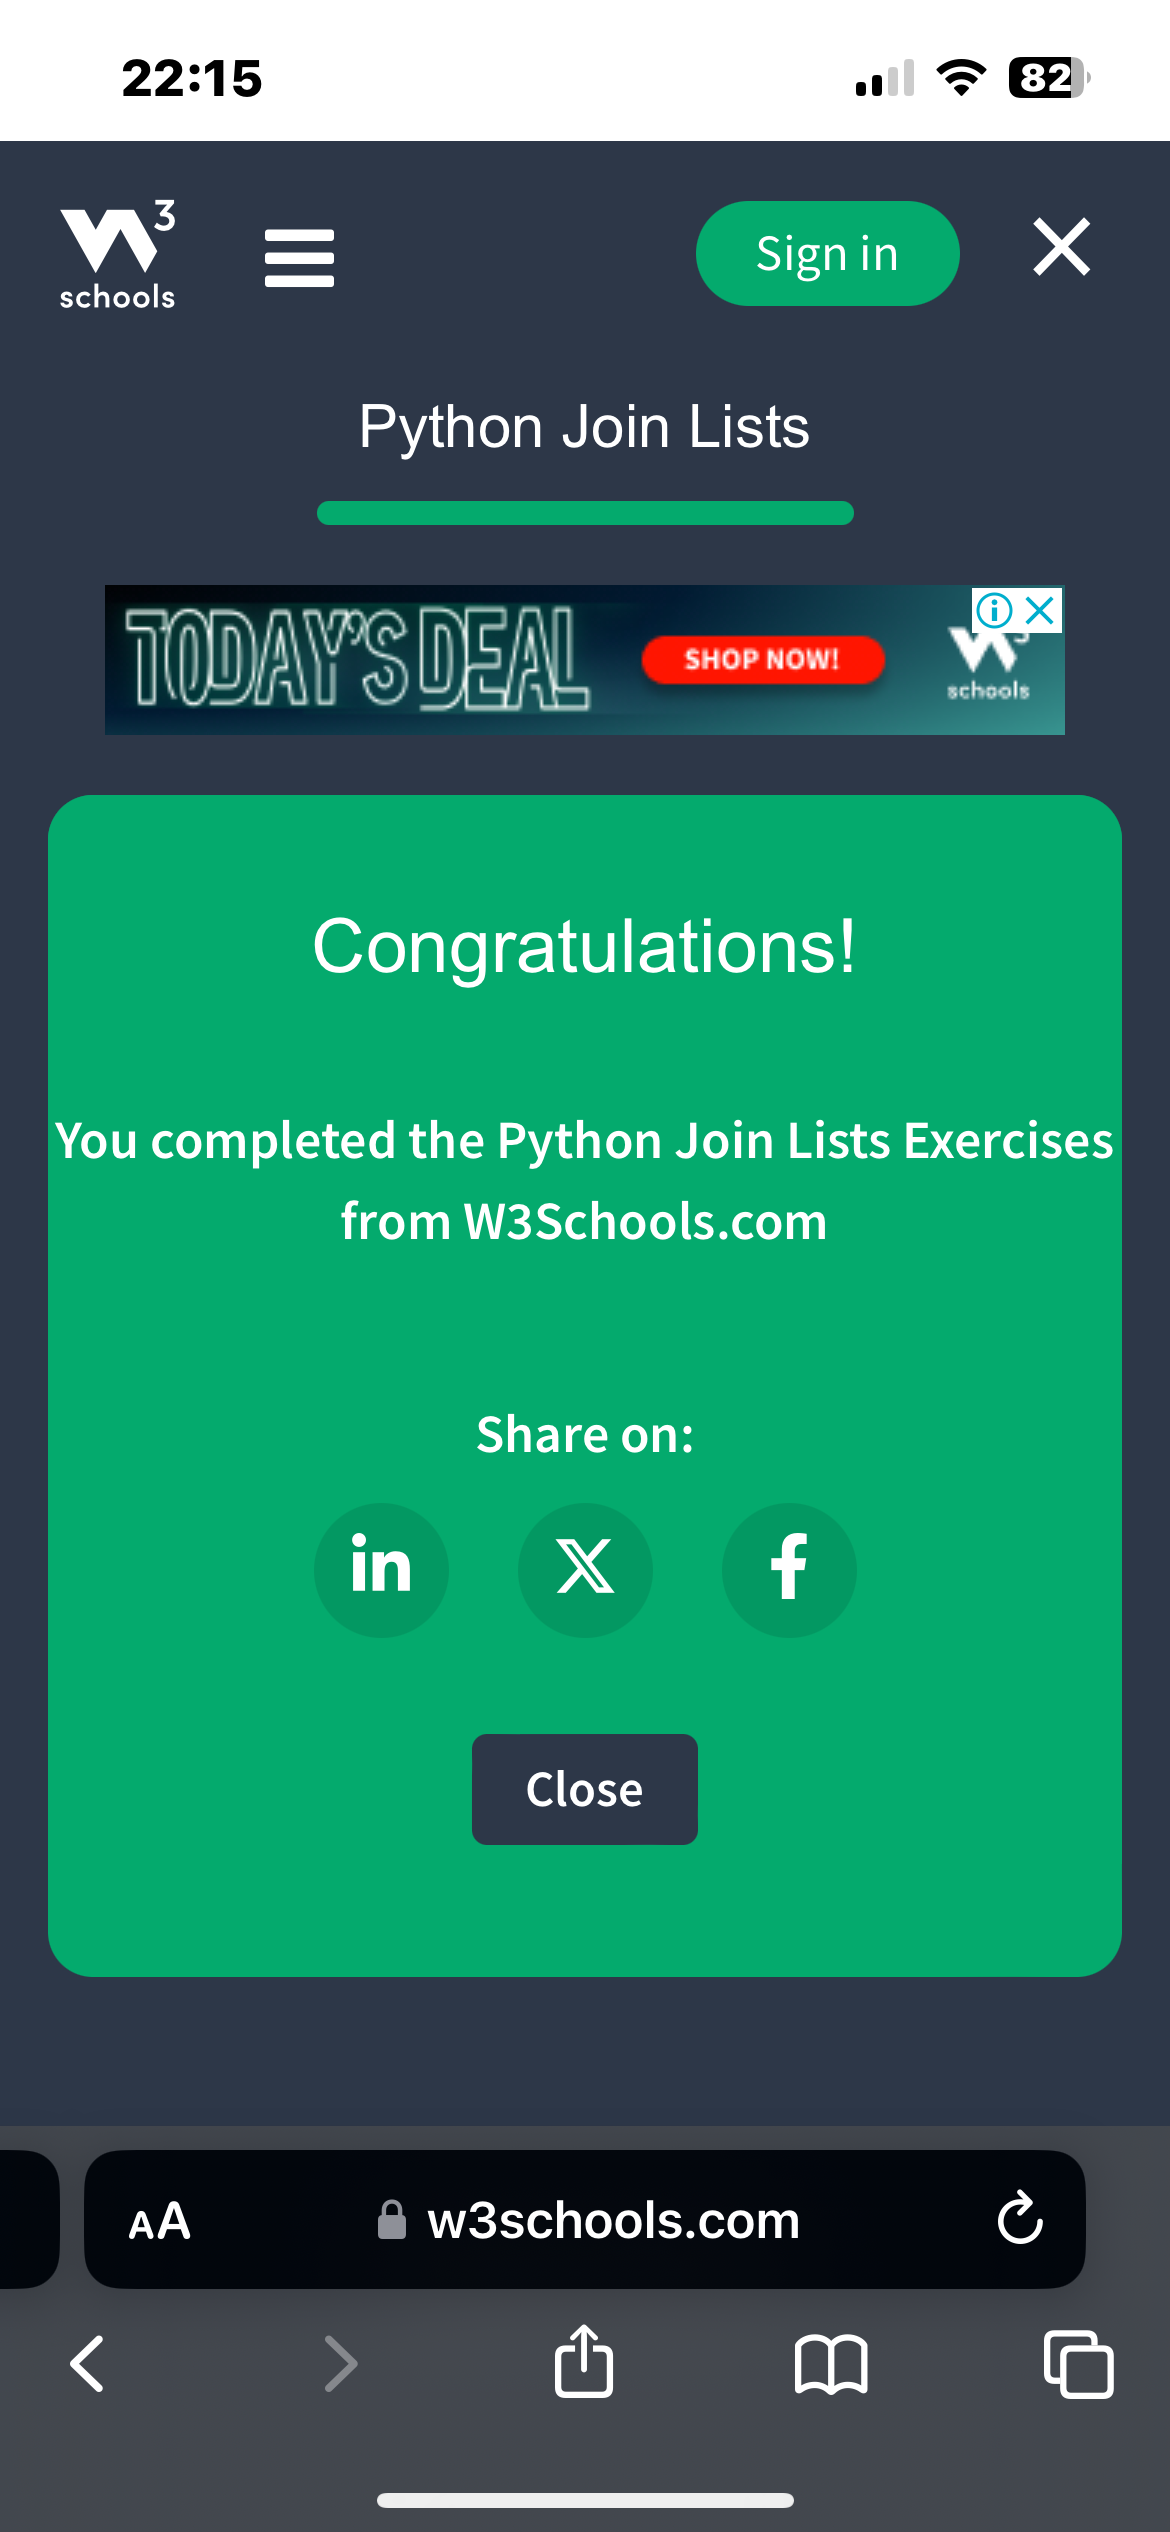 22:15
82
W3
schools
Sign in
Python Join Lists
TODAY'S DEAL
SHOP NOW!
W3
schools
Congratulations!
You completed the Python Join Lists Exercises
from W3Schools.com
Share on:
in
X
f
Close
AA
w3schools.com